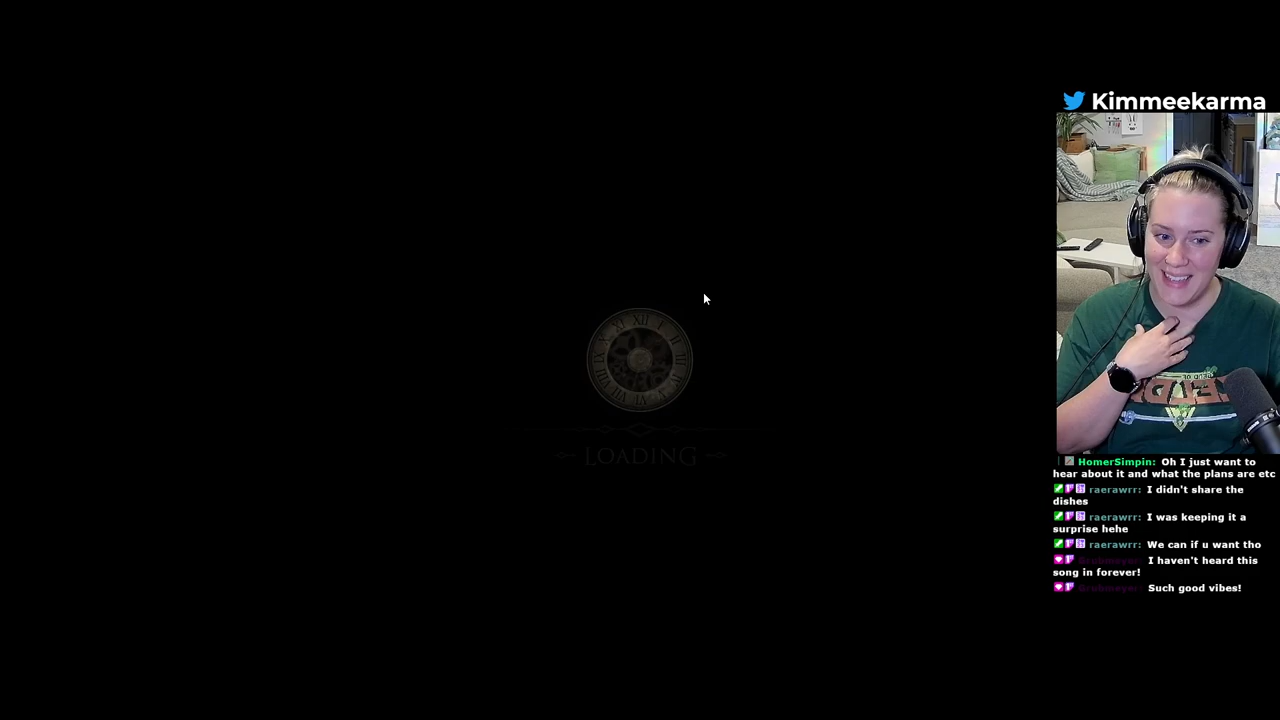 Kimmeekarma
LOADING
HomerSimpin: Oh I just want to
hear about it and what the plans are etc
raerawrr: I didn't share the
dishes
raerawrr: I was keeping it a
surprise hehe
raerawrr: We can if u want tho
I haven't heard this
song in forever!
Such good vibes!